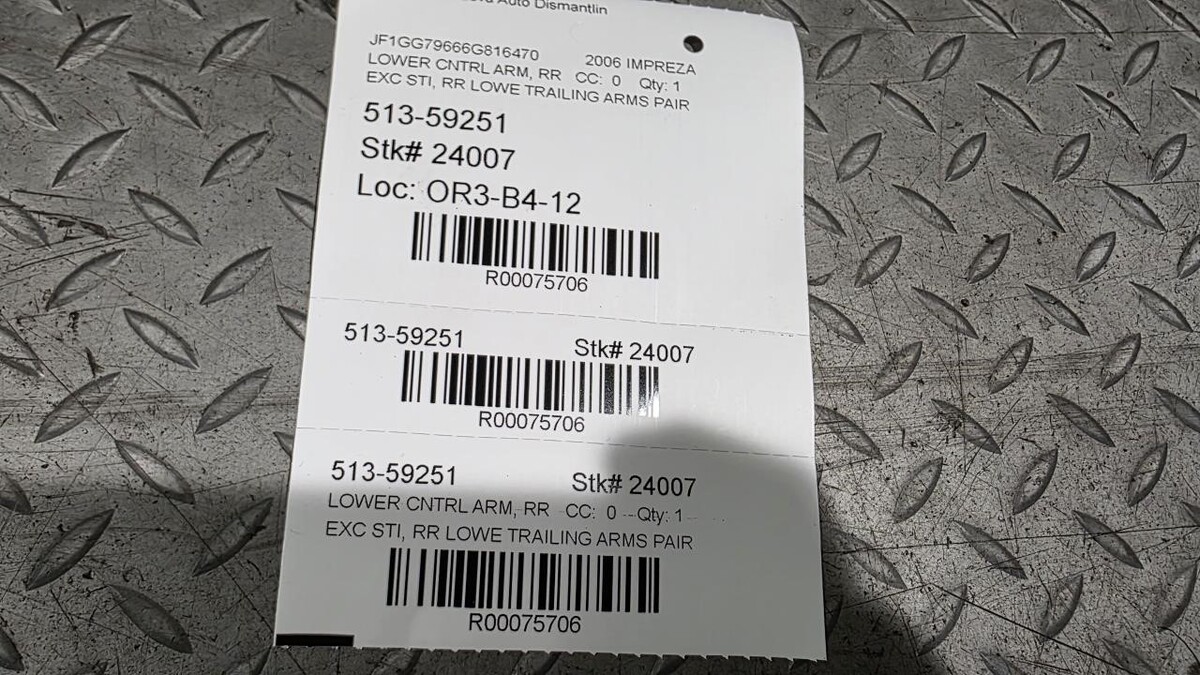 Auto Dismantlin
JF1GG79666G816470 2006 IMPREZA
LOWER CNTRL ARM, RR CC: 0 Qty: 1
EXC STI, RR LOWE TRAILING ARMS PAIR
513-59251
Stk# 24007
Loc: OR3-B4-12
R00075706
513-59251 Stk# 24007
R00075706
513-59251 Stk# 24007
LOWER CNTRL ARM, RR CC: 0 Qty: 1
EXC STI, RR LOWE TRAILING ARMS PAIR
R00075706